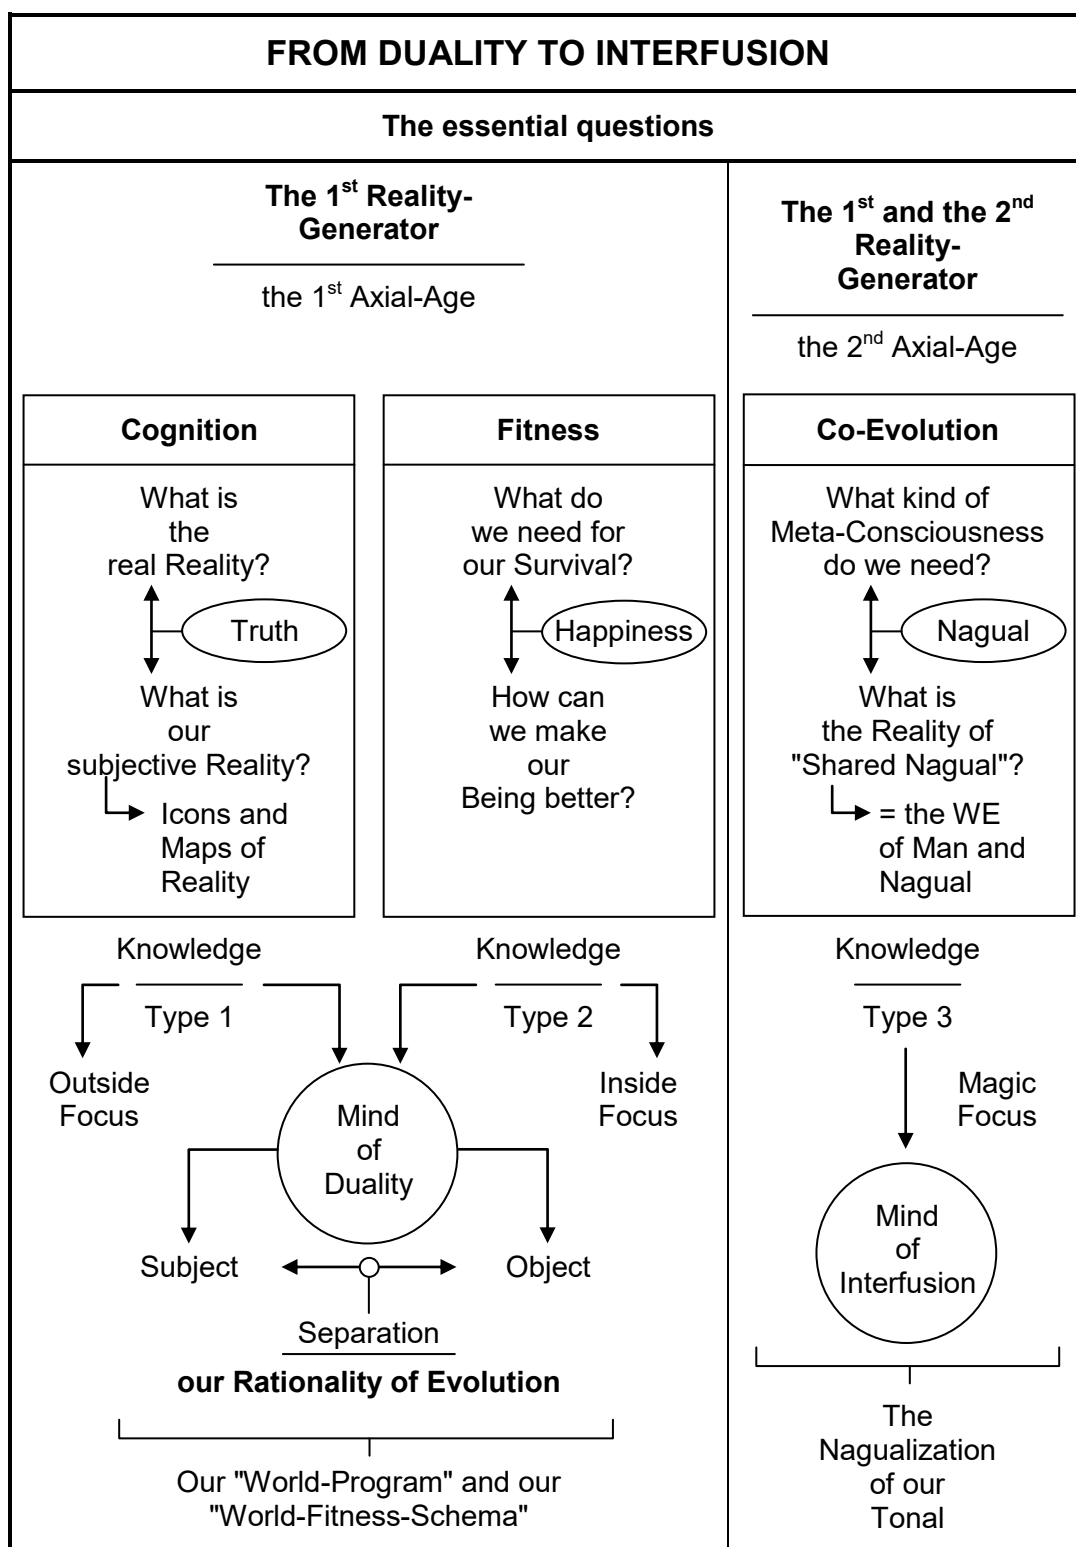 FROM DUALITY TO INTERFUSION
The essential questions
The 1st Reality-
Generator
the 1st Axial-Age
The 1st and the 2nd
Reality-
Generator
the 2nd Axial-Age
Cognition
What is
the
real Reality?
Truth
What is
our
subjective Reality?
Icons and
Maps of
Reality
Fitness
What do
we need for
our Survival?
Happiness
How can
we make
our
Being better?
Co-Evolution
What kind of
Meta-Consciousness
do we need?
Nagual
What is
the Reality of
"Shared Nagual"?
= the WE
of Man and
Nagual
Knowledge
Type 1
Knowledge
Type 2
Outside
Focus
Inside
Focus
Mind
of
Duality
Subject
Object
Separation
our Rationality of Evolution
Our "World-Program" and our
"World-Fitness-Schema"
Knowledge
Type 3
Magic
Focus
Mind
of
Interfusion
The
Nagualization
of our
Tonal